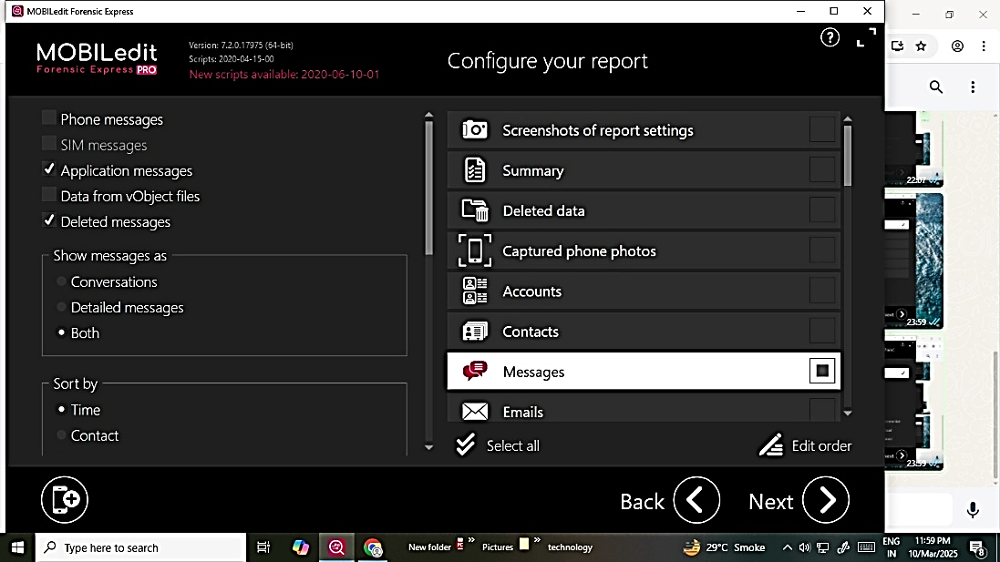 MOBILedit Forensic Express
MOBILedit
Forensic Express PRO
Version: 7.2.0.17975 (64-bit)
Scripts: 2020-04-15-00
New scripts available: 2020-06-10-01
Configure your report
?
Phone messages
SIM messages
Application messages
Data from vObject files
Deleted messages
Show messages as
Conversations
Detailed messages
Both
Sort by
Time
Contact
Screenshots of report settings
Summary
Deleted data
Captured phone photos
Accounts
Contacts
Messages
Emails
Select all
Edit order
Back
Next
22:07
23:59
23:59
Type here to search
New folder
Pictures
technology
29°C Smoke
ENG
IN
11:59 PM
10/Mar/2025
8